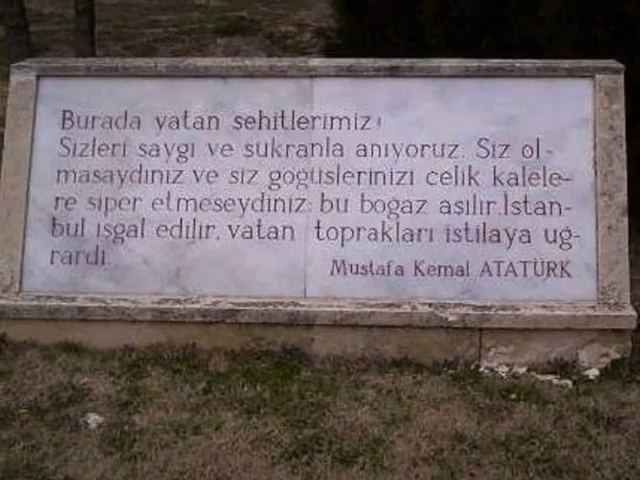 Burada yatan sehitlerimiz!
Sizleri saygı ve sukranla anıyoruz. Siz ol-
masaydınız ve siz goguslerinizi celik kalele-
re siper etmeseydiniz; bu bogaz asılır.İstan-
bul isgal edilir, vatan toprakları istilaya ug-
rardı.
Mustafa Kemal ATATÜRK